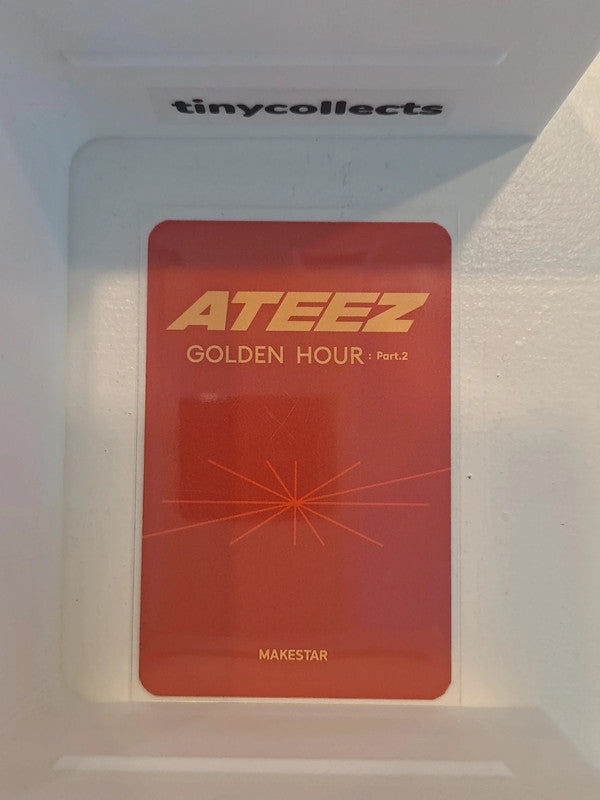 tinycollects
ATEEZ
GOLDEN HOUR : Part.2
MAKESTAR